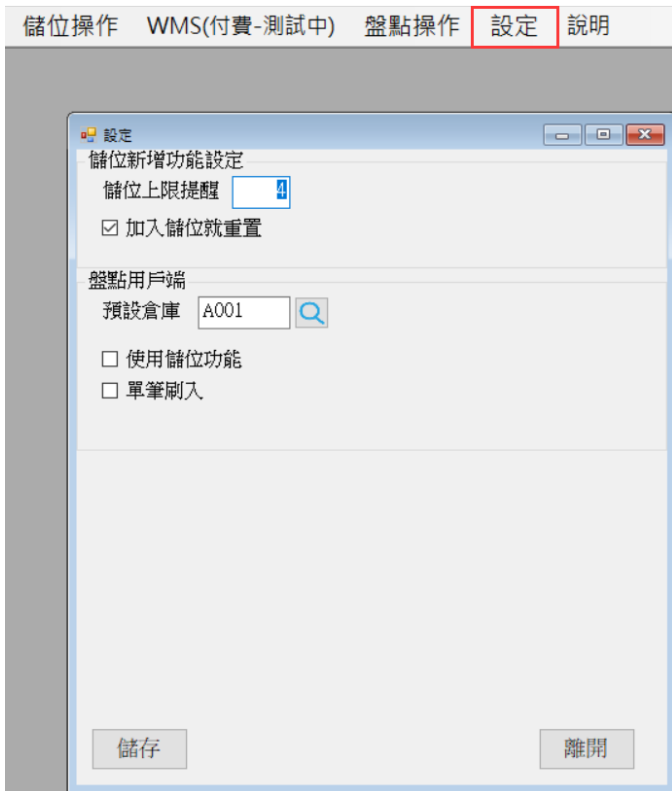 儲位操作 WMS(付費-測試中) 盤點操作 設定 說明
設定
儲位新增功能設定
儲位上限提醒 4
加入儲位就重置
盤點用戶端
預設倉庫 A001
使用儲位功能
單筆刷入
儲存 離開